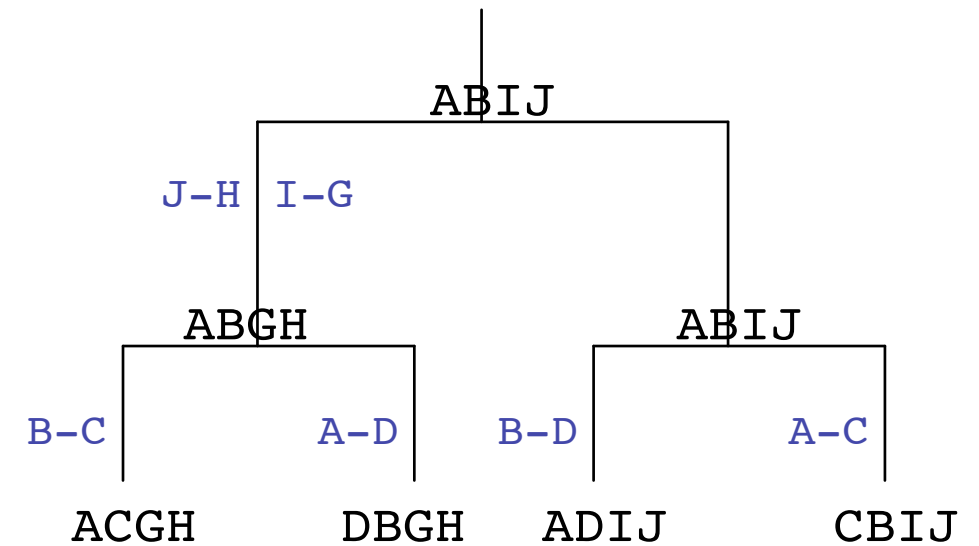 ABIJ
J-H I-G
ABGH ABIJ
B-C A-D B-D A-C
ACGH DBGH ADIJ CBIJ